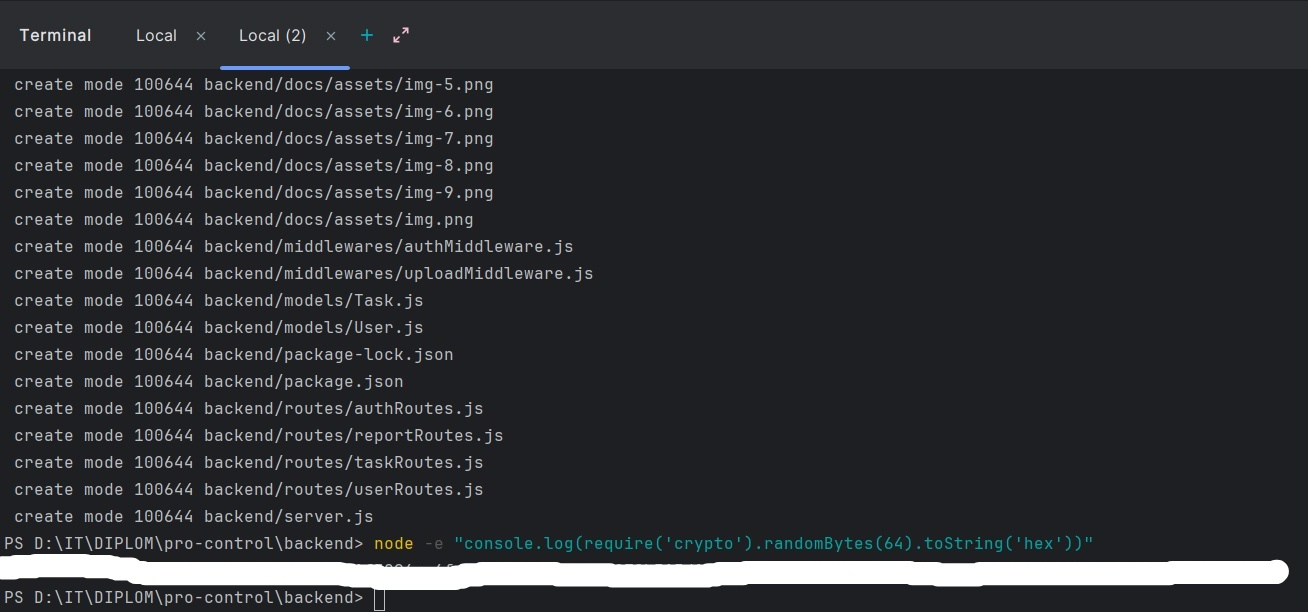 Terminal Local × Local (2) × +
create mode 100644 backend/docs/assets/img-5.png
create mode 100644 backend/docs/assets/img-6.png
create mode 100644 backend/docs/assets/img-7.png
create mode 100644 backend/docs/assets/img-8.png
create mode 100644 backend/docs/assets/img-9.png
create mode 100644 backend/docs/assets/img.png
create mode 100644 backend/middlewares/authMiddleware.js
create mode 100644 backend/middlewares/uploadMiddleware.js
create mode 100644 backend/models/Task.js
create mode 100644 backend/models/User.js
create mode 100644 backend/package-lock.json
create mode 100644 backend/package.json
create mode 100644 backend/routes/authRoutes.js
create mode 100644 backend/routes/reportRoutes.js
create mode 100644 backend/routes/taskRoutes.js
create mode 100644 backend/routes/userRoutes.js
create mode 100644 backend/server.js
PS D:\IT\DIPLOM\pro-control\backend> node -e "console.log(require('crypto').randomBytes(64).toString('hex'))"
PS D:\IT\DIPLOM\pro-control\backend>